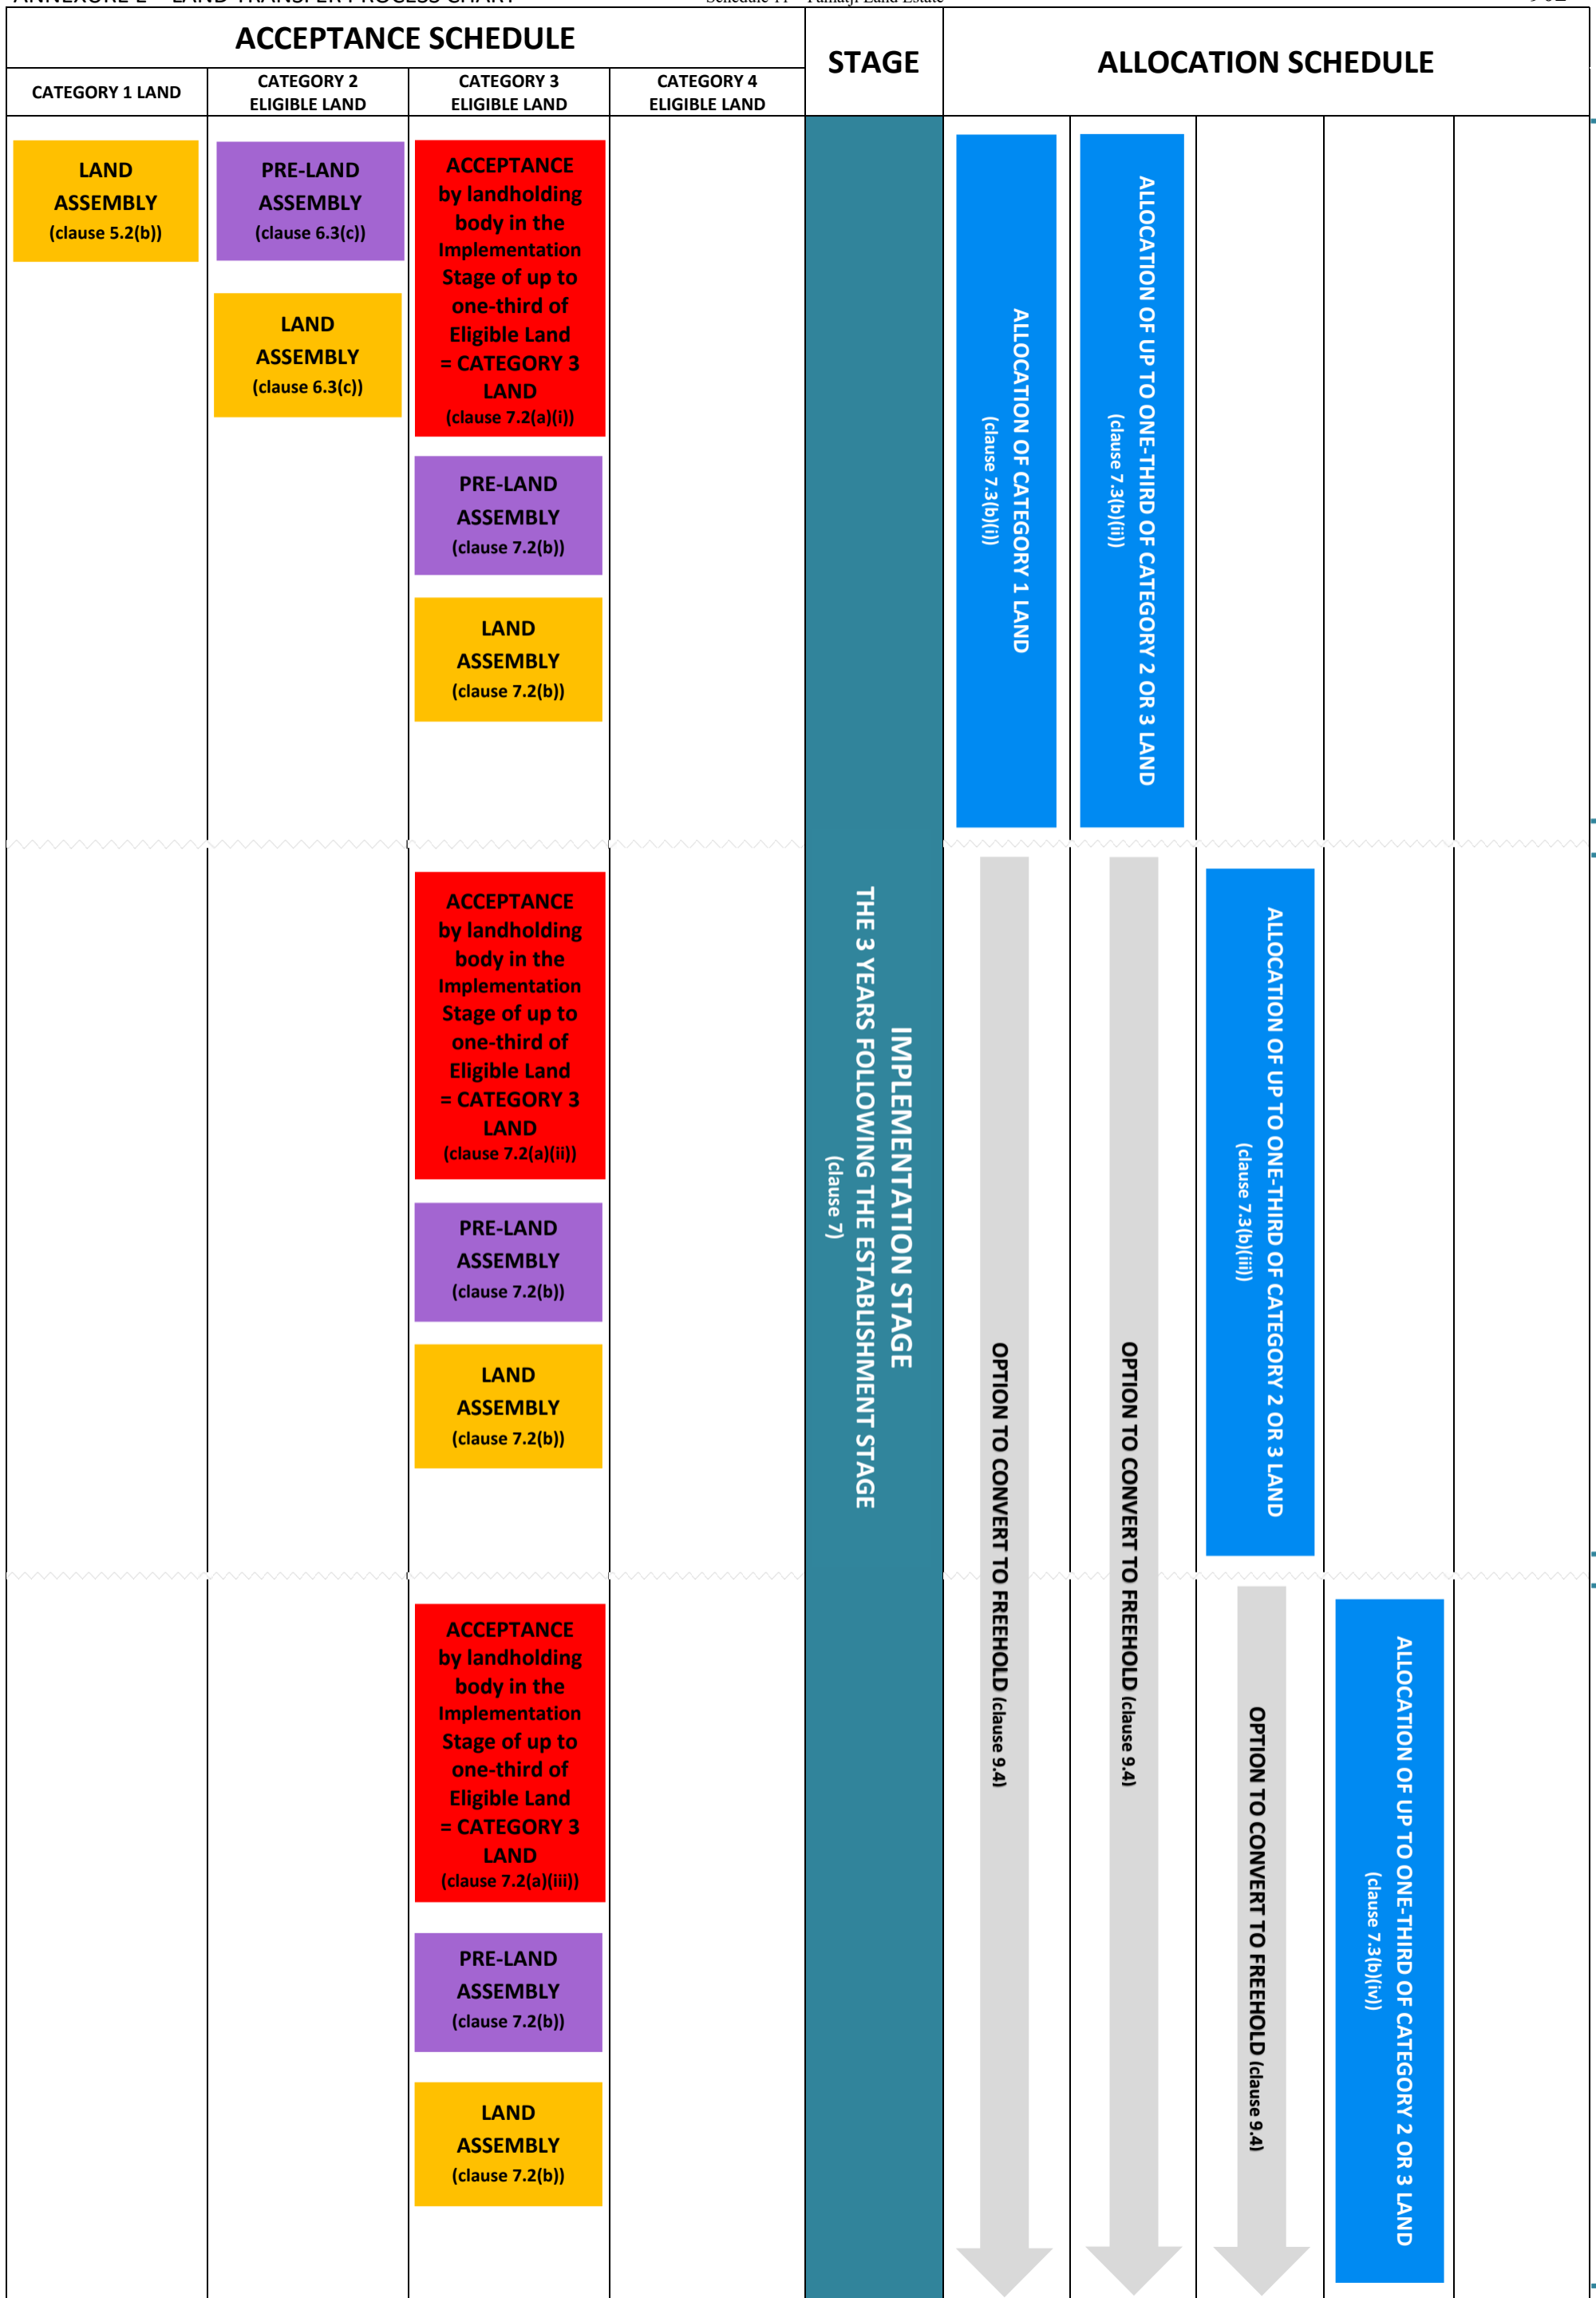 Schedule 11 – Yamatji Land Estate
ACCEPTANCE SCHEDULE
STAGE
ALLOCATION SCHEDULE
CATEGORY 1 LAND
CATEGORY 2
ELIGIBLE LAND
CATEGORY 3
ELIGIBLE LAND
CATEGORY 4
ELIGIBLE LAND
LAND
ASSEMBLY
(clause 5.2(b))
PRE-LAND
ASSEMBLY
(clause 6.3(c))
LAND
ASSEMBLY
(clause 6.3(c))
ACCEPTANCE
by landholding
body in the
Implementation
Stage of up to
one-third of
Eligible Land
= CATEGORY 3
LAND
(clause 7.2(a)(i))
PRE-LAND
ASSEMBLY
(clause 7.2(b))
LAND
ASSEMBLY
(clause 7.2(b))
ACCEPTANCE
by landholding
body in the
Implementation
Stage of up to
one-third of
Eligible Land
= CATEGORY 3
LAND
(clause 7.2(a)(ii))
PRE-LAND
ASSEMBLY
(clause 7.2(b))
LAND
ASSEMBLY
(clause 7.2(b))
ACCEPTANCE
by landholding
body in the
Implementation
Stage of up to
one-third of
Eligible Land
= CATEGORY 3
LAND
(clause 7.2(a)(iii))
PRE-LAND
ASSEMBLY
(clause 7.2(b))
LAND
ASSEMBLY
(clause 7.2(b))
IMPLEMENTATION STAGE
THE 3 YEARS FOLLOWING THE ESTABLISHMENT STAGE
(clause 7)
ALLOCATION OF CATEGORY 1 LAND
(clause 7.3(b)(i))
OPTION TO CONVERT TO FREEHOLD (clause 9.4)
ALLOCATION OF UP TO ONE-THIRD OF CATEGORY 2 OR 3 LAND
(clause 7.3(b)(ii))
OPTION TO CONVERT TO FREEHOLD (clause 9.4)
ALLOCATION OF UP TO ONE-THIRD OF CATEGORY 2 OR 3 LAND
(clause 7.3(b)(iii))
OPTION TO CONVERT TO FREEHOLD (clause 9.4)
ALLOCATION OF UP TO ONE-THIRD OF CATEGORY 2 OR 3 LAND
(clause 7.3(b)(iv))